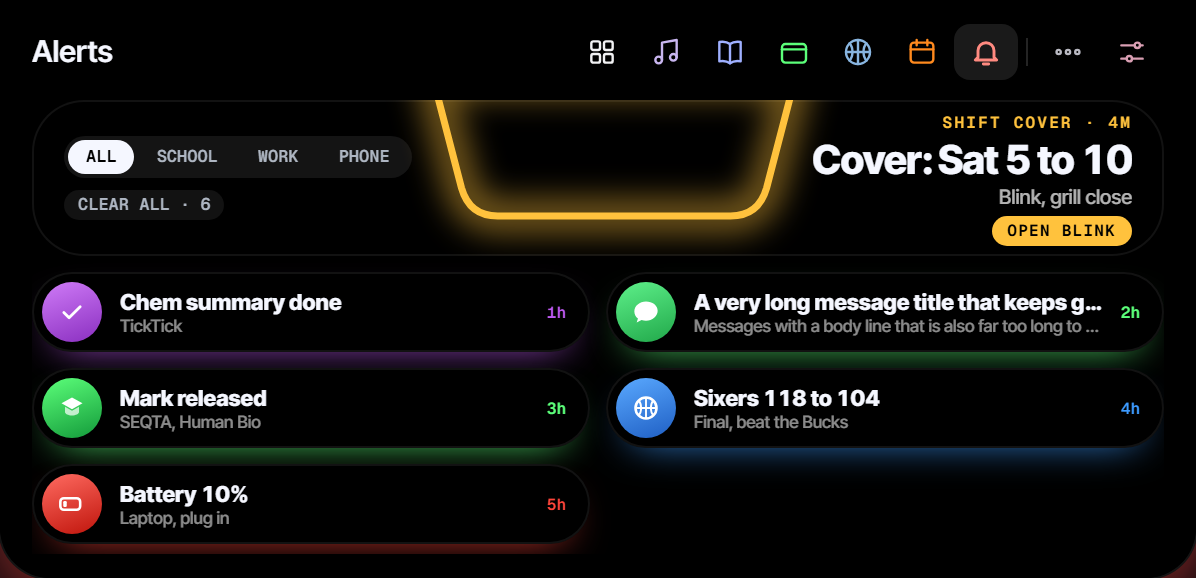 Alerts
ALL SCHOOL WORK PHONE
CLEAR ALL · 6
SHIFT COVER · 4M
Cover: Sat 5 to 10
Blink, grill close
OPEN BLINK
Chem summary done
TickTick
1h
A very long message title that keeps g...
Messages with a body line that is also far too long to ...
2h
Mark released
SEQTA, Human Bio
3h
Sixers 118 to 104
Final, beat the Bucks
4h
Battery 10%
Laptop, plug in
5h